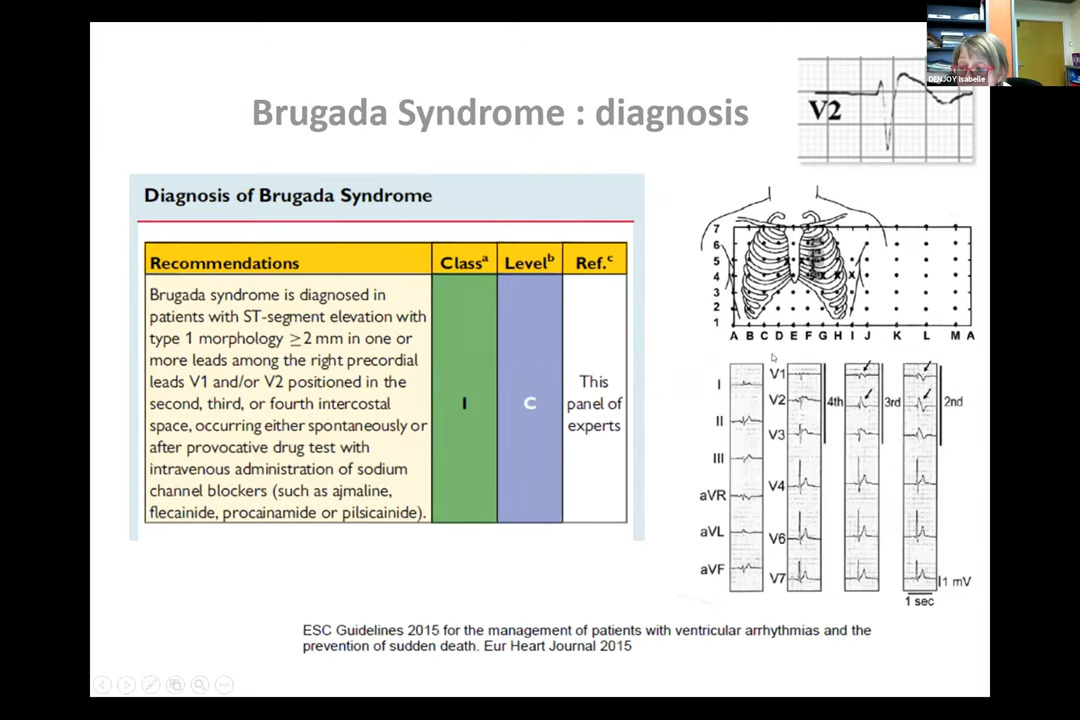 DENJOY Isabelle
Brugada Syndrome : diagnosis
V2
Diagnosis of Brugada Syndrome
Recommendations Classa Levelb Ref.c
Brugada syndrome is diagnosed in
patients with ST-segment elevation with
type 1 morphology ≥2 mm in one or
more leads among the right precordial
leads V1 and/or V2 positioned in the
second, third, or fourth intercostal
space, occurring either spontaneously or
after provocative drug test with
intravenous administration of sodium
channel blockers (such as ajmaline,
flecainide, procainamide or pilsicainide).
I
C
This
panel of
experts
7
6
5
4
3
2
1
A B C D E F G H I J K L M A
I
II
III
aVR
aVL
aVF
V1
V2
V3
V4
V6
V7
4th
3rd
2nd
1 mV
1 sec
ESC Guidelines 2015 for the management of patients with ventricular arrhythmias and the
prevention of sudden death. Eur Heart Journal 2015